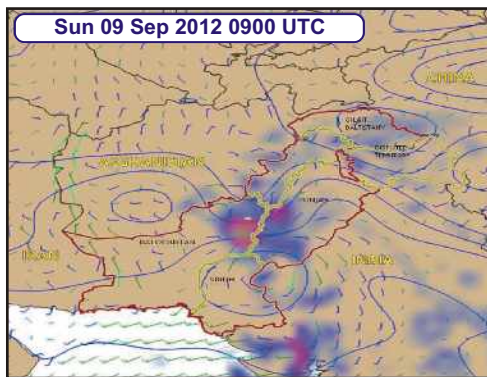 Sun 09 Sep 2012 0900 UTC
CHINA
GILGIT
BALTISTAN
DISPUTED
TERRITORY
AFGHANISTAN
PUNJAB
BALOCHISTAN
IRAN
INDIA
SINDH